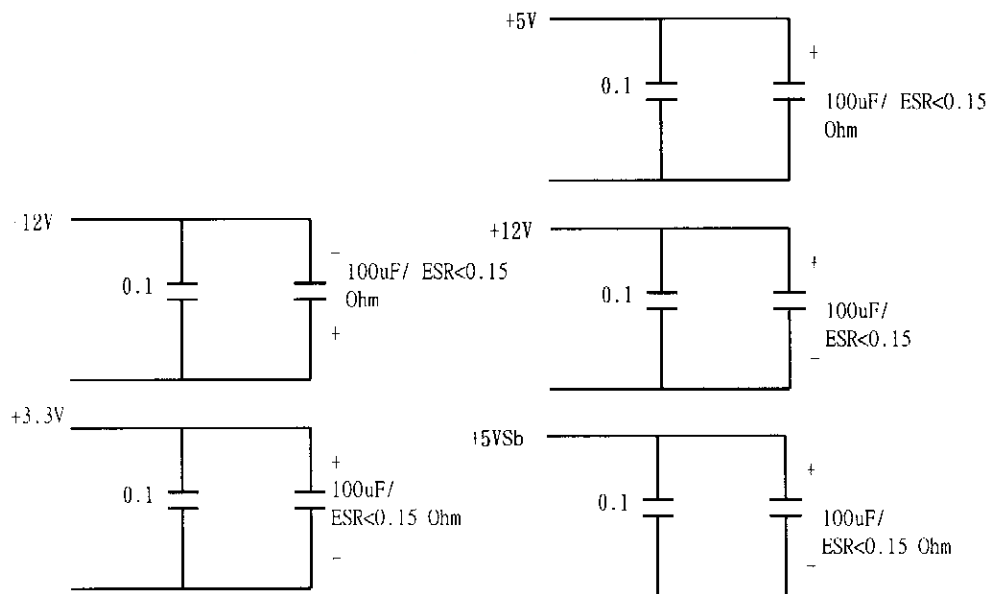 +5V
+
0.1
100uF/ ESR<0.15
Ohm
-12V
-
100uF/ ESR<0.15
Ohm
0.1
+
+12V
+
0.1
100uF/
ESR<0.15
-
+3.3V
+
0.1
100uF/
ESR<0.15 Ohm
-
+5VSb
+
0.1
100uF/
ESR<0.15 Ohm
-